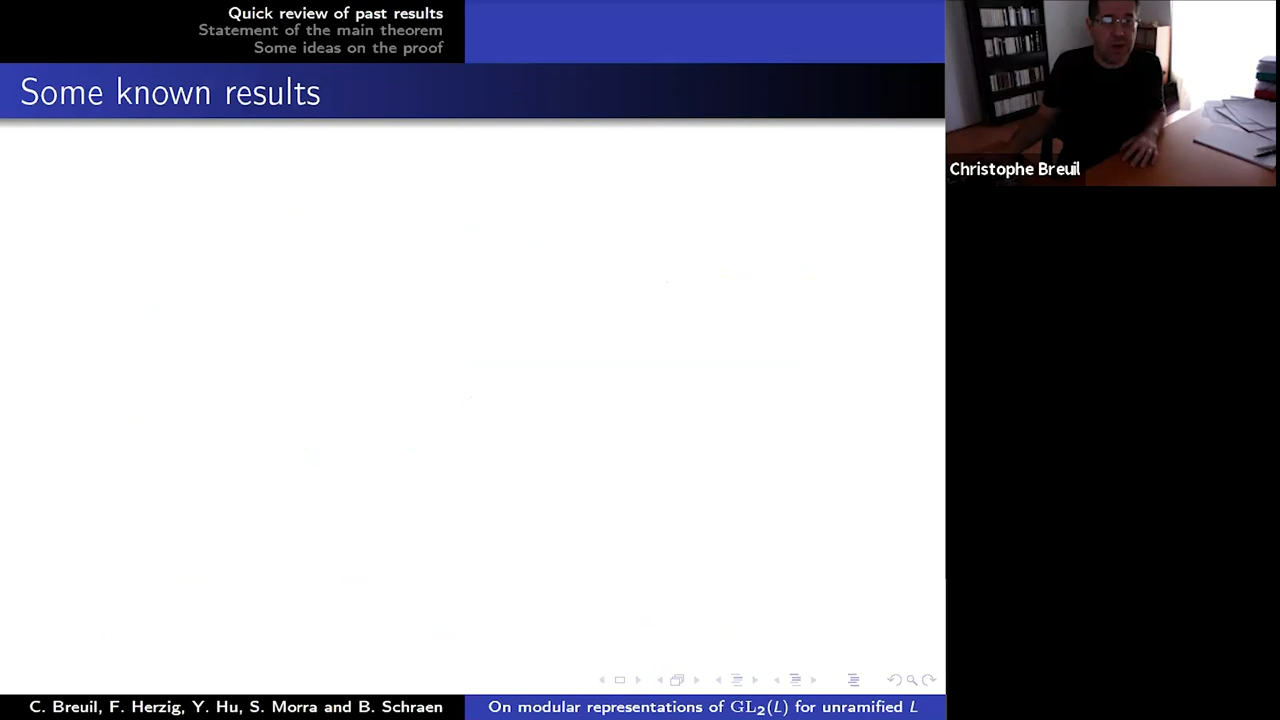 Quick review of past results
Statement of the main theorem
Some ideas on the proof
Some known results
Christophe Breuil
C. Breuil, F. Herzig, Y. Hu, S. Morra and B. Schraen
On modular representations of GL₂(L) for unramified L